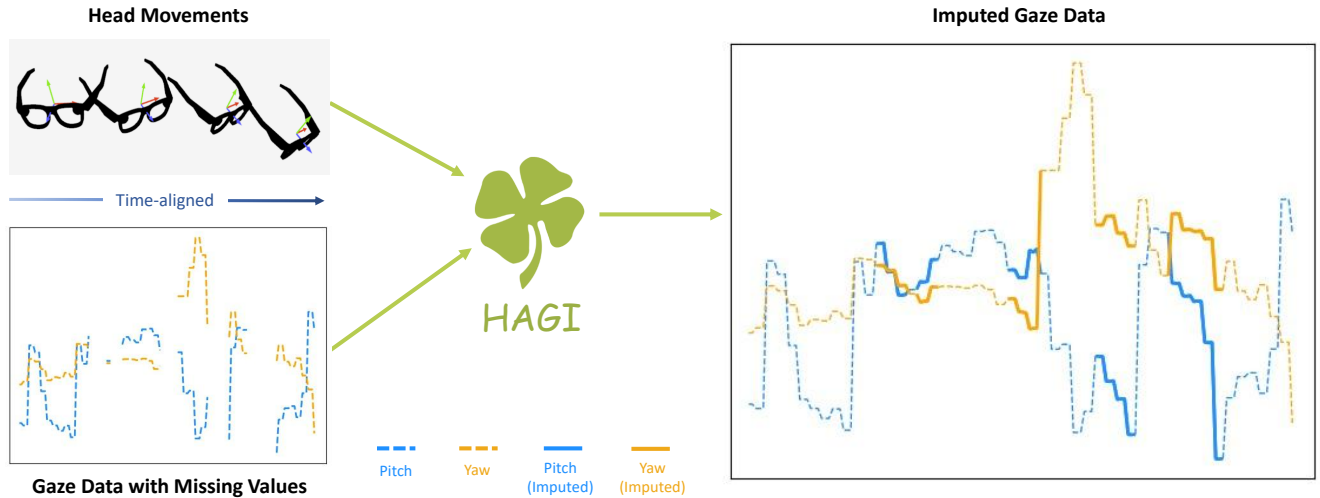 Head Movements
Imputed Gaze Data
Time-aligned
HAGI
Pitch
Yaw
Pitch
(Imputed)
Yaw
(Imputed)
Gaze Data with Missing Values